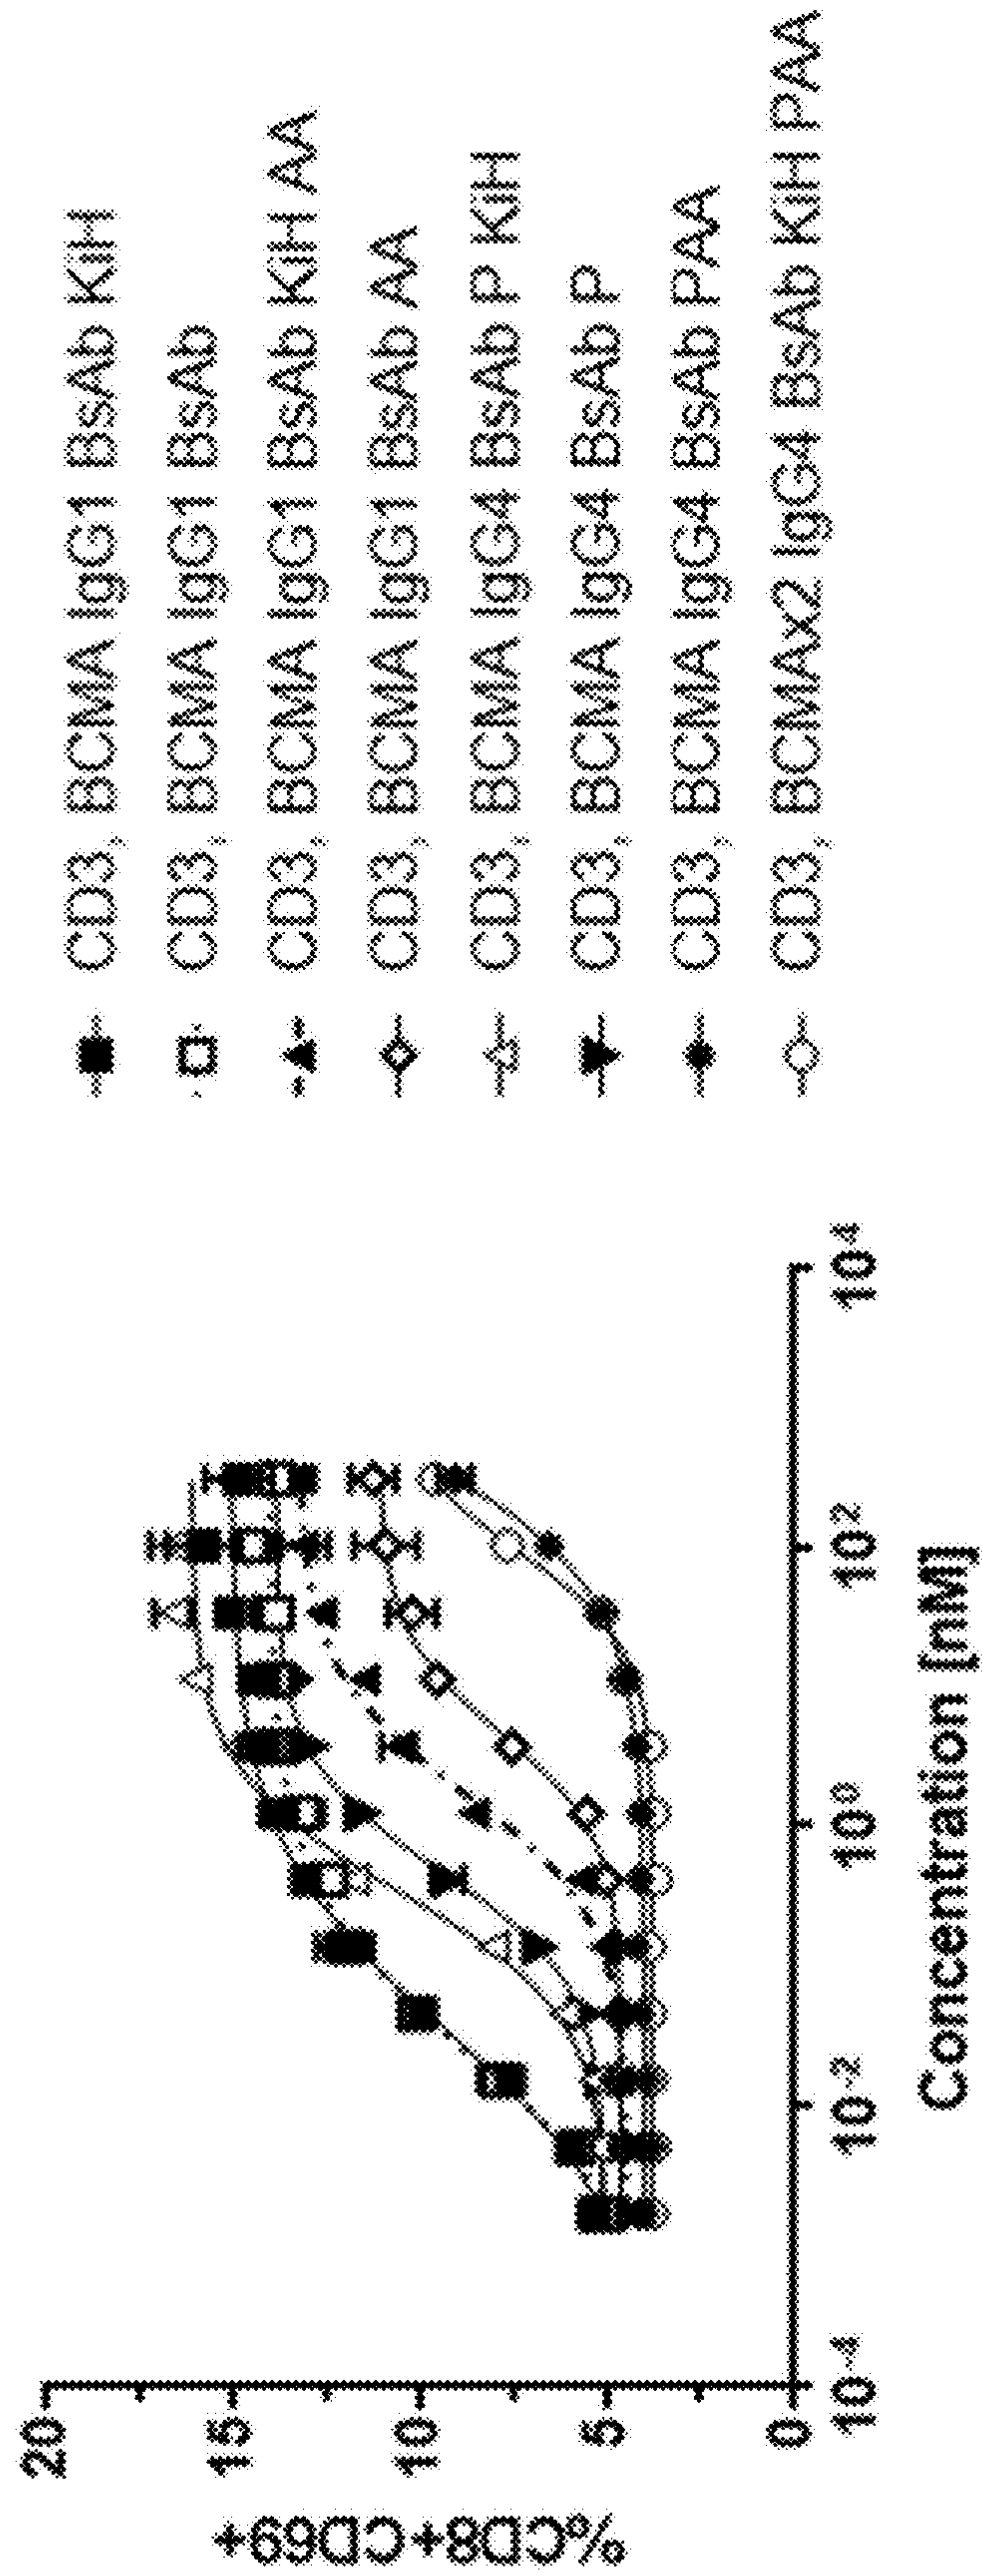 %CD8+CD69+
20
15
10
5
0
10-4
10-2
100
102
104
Concentration [nM]
CD3, BCMA IgG1 BsAb KiH
CD3, BCMA IgG1 BsAb
CD3, BCMA IgG1 BsAb KiH AA
CD3, BCMA IgG1 BsAb AA
CD3, BCMA IgG4 BsAb P KiH
CD3, BCMA IgG4 BsAb P
CD3, BCMA IgG4 BsAb PAA
CD3, BCMAx2 IgG4 BsAb KiH PAA